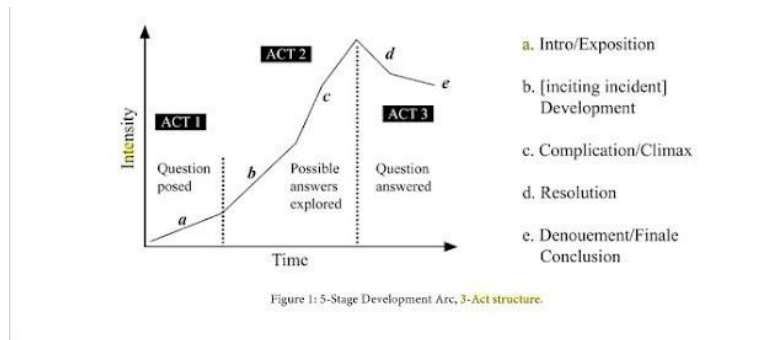 ACT 1
ACT 2
ACT 3
Intensity
Question
posed
Possible
answers
explored
Question
answered
a
b
c
d
e
Time
a. Intro/Exposition
b. [inciting incident]
Development
c. Complication/Climax
d. Resolution
e. Denouement/Finale
Conclusion
Figure 1: 5-Stage Development Arc, 3-Act structure.